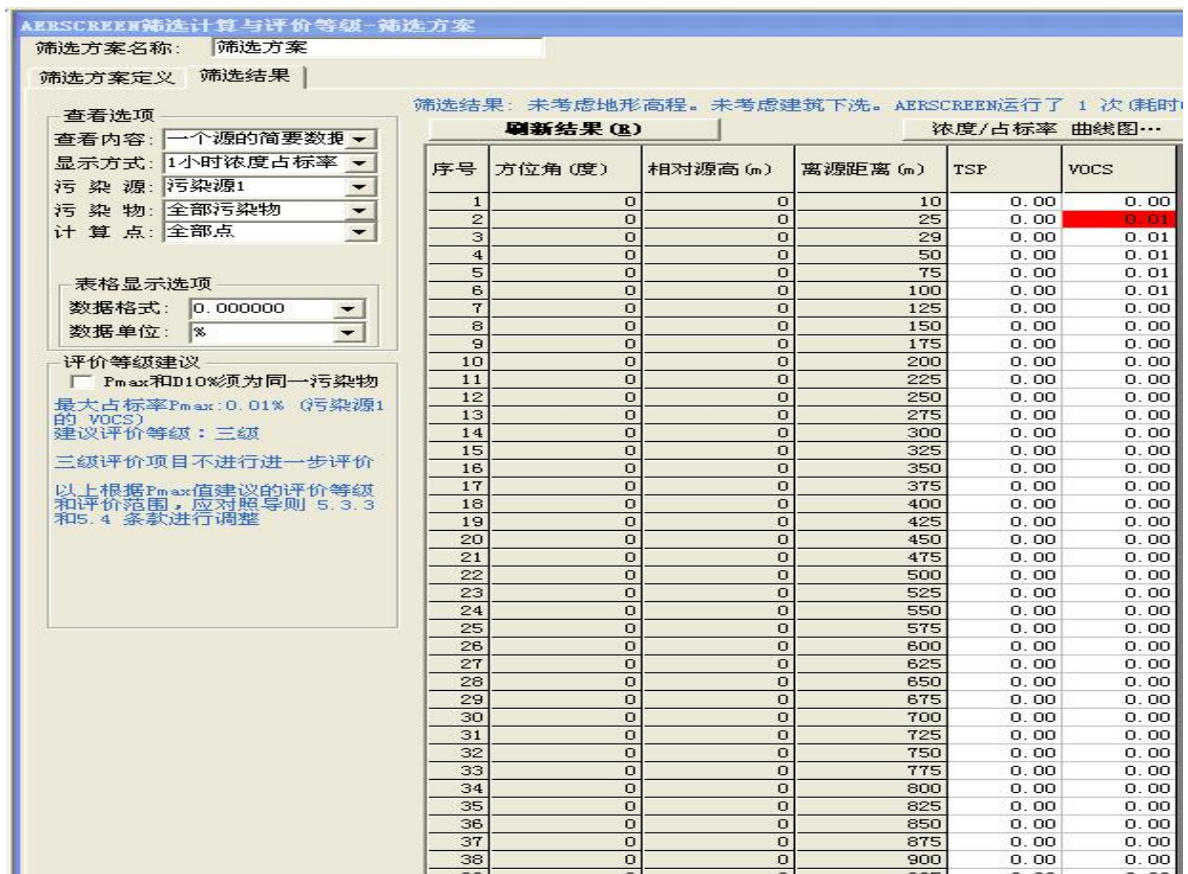 AERSCREEN筛选计算与评价等级-筛选方案
筛选方案名称: 筛选方案
筛选方案定义 筛选结果
筛选结果: 未考虑地形高程。未考虑建筑下洗。AERSCREEN运行了 1 次(耗时
查看选项
查看内容: 一个源的简要数据
显示方式: 1小时浓度占标率
污 染 源: 污染源1
污 染 物: 全部污染物
计 算 点: 全部点
表格显示选项
数据格式: 0.000000
数据单位: %
评价等级建议
Pmax和D10%须为同一污染物
最大占标率Pmax:0.01% (污染源1
的 VOCS)
建议评价等级: 三级
三级评价项目不进行进一步评价
以上根据Pmax值建议的评价等级
和评价范围,应对照导则 5.3.3
和5.4 条款进行调整
刷新结果(R) 浓度/占标率 曲线图…
序号 方位角(度) 相对源高(m) 离源距离(m) TSP VOCS
1 0 0 10 0.00 0.00
2 0 0 25 0.00 0.01
3 0 0 29 0.00 0.01
4 0 0 50 0.00 0.01
5 0 0 75 0.00 0.01
6 0 0 100 0.00 0.01
7 0 0 125 0.00 0.00
8 0 0 150 0.00 0.00
9 0 0 175 0.00 0.00
10 0 0 200 0.00 0.00
11 0 0 225 0.00 0.00
12 0 0 250 0.00 0.00
13 0 0 275 0.00 0.00
14 0 0 300 0.00 0.00
15 0 0 325 0.00 0.00
16 0 0 350 0.00 0.00
17 0 0 375 0.00 0.00
18 0 0 400 0.00 0.00
19 0 0 425 0.00 0.00
20 0 0 450 0.00 0.00
21 0 0 475 0.00 0.00
22 0 0 500 0.00 0.00
23 0 0 525 0.00 0.00
24 0 0 550 0.00 0.00
25 0 0 575 0.00 0.00
26 0 0 600 0.00 0.00
27 0 0 625 0.00 0.00
28 0 0 650 0.00 0.00
29 0 0 675 0.00 0.00
30 0 0 700 0.00 0.00
31 0 0 725 0.00 0.00
32 0 0 750 0.00 0.00
33 0 0 775 0.00 0.00
34 0 0 800 0.00 0.00
35 0 0 825 0.00 0.00
36 0 0 850 0.00 0.00
37 0 0 875 0.00 0.00
38 0 0 900 0.00 0.00